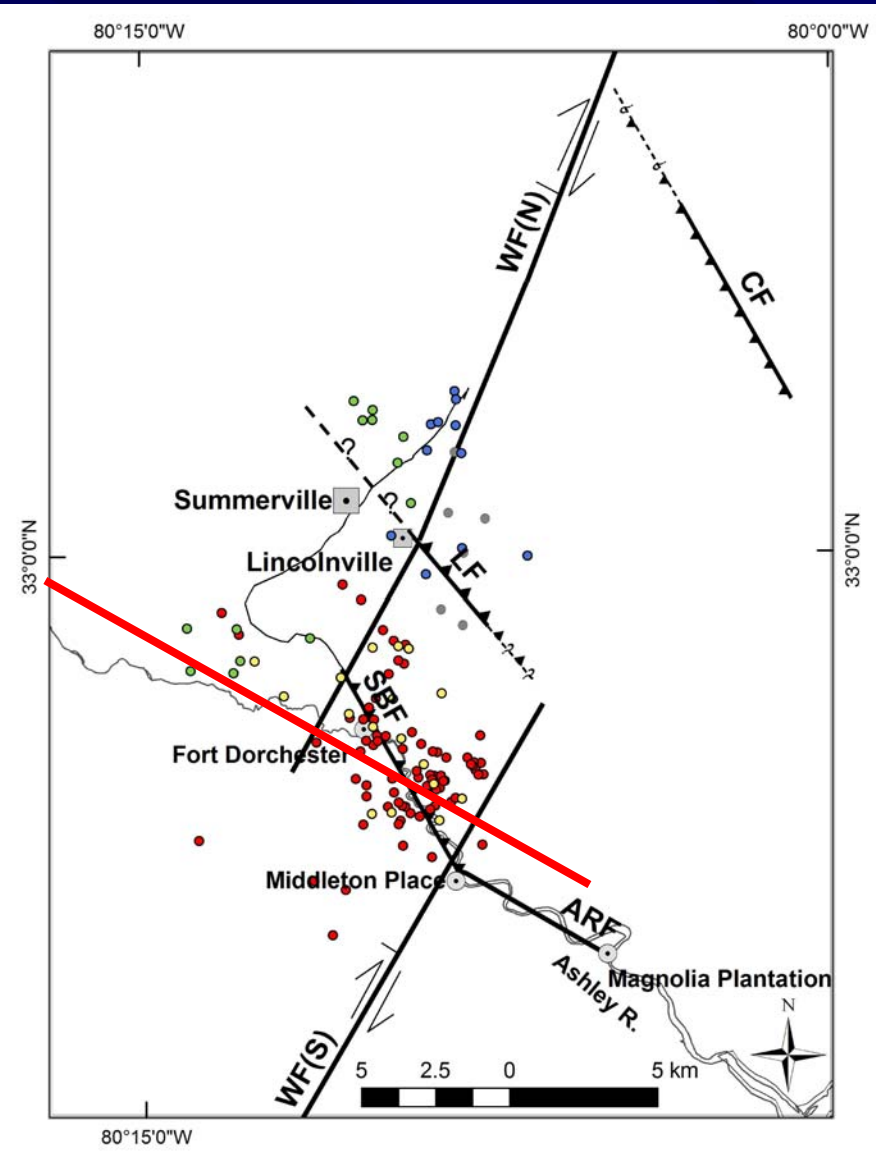 80°15'0"W
80°0'0"W
WF(N)
CF
?
Summerville
?
33°0'0"N
33°0'0"N
Lincolnville
LF
?
?
SBF
Fort Dorchester
Middleton Place
ARF
Ashley R.
Magnolia Plantation
N
WF(S)
5 2.5 0 5 km
80°15'0"W